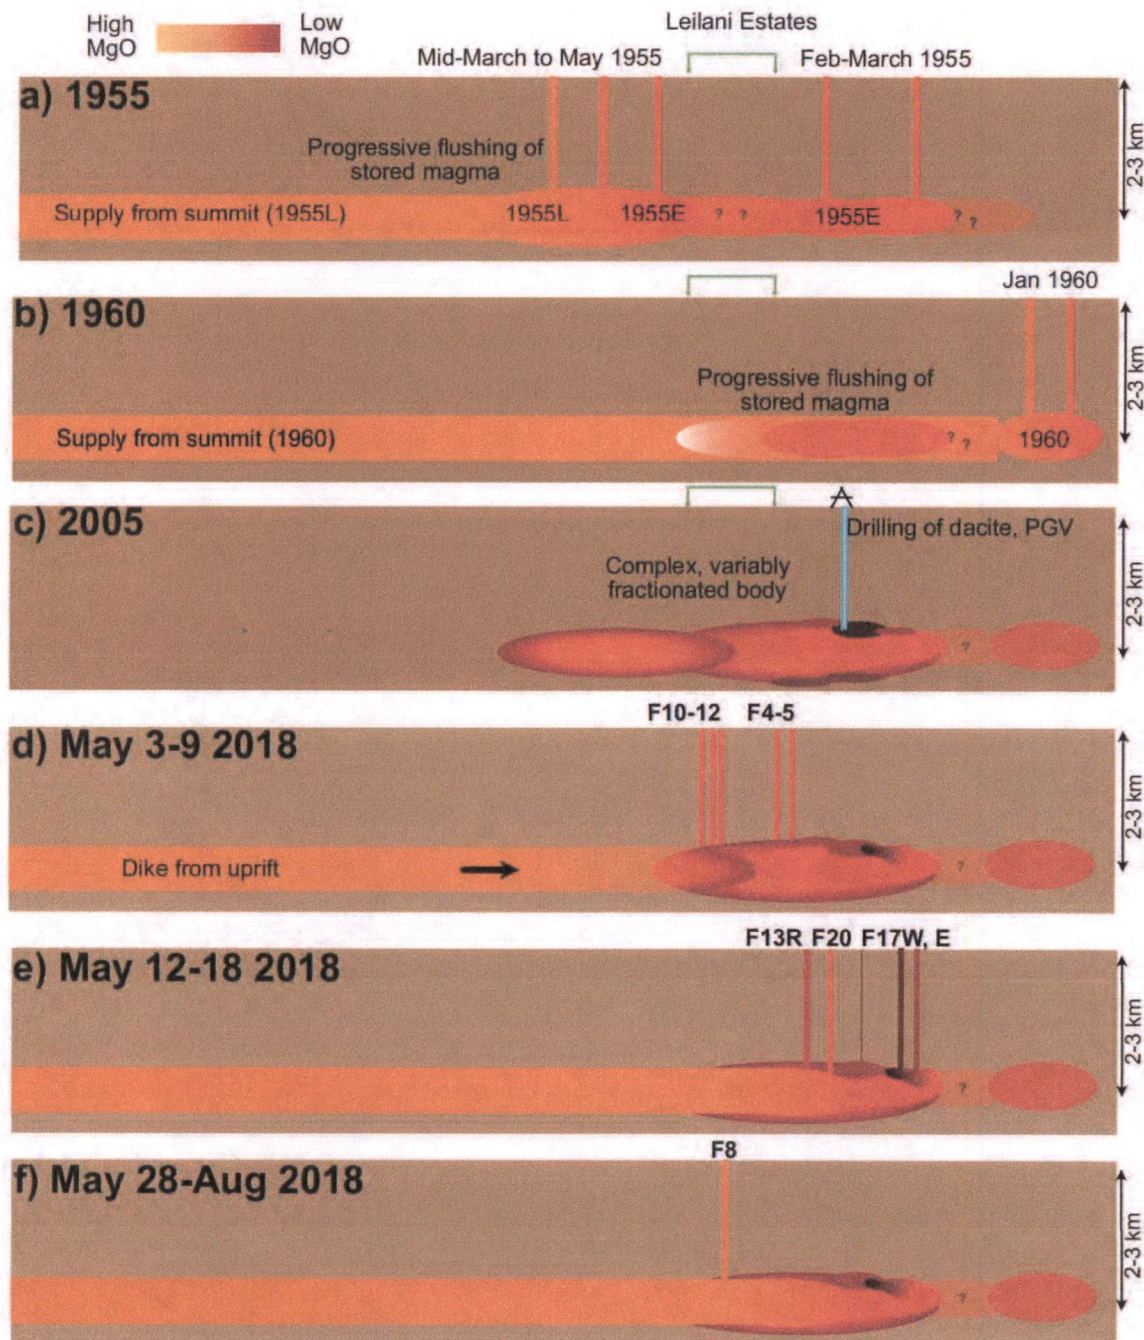 High
MgO
Low
MgO
Leilani Estates
Mid-March to May 1955
Feb-March 1955
a) 1955
Progressive flushing of
stored magma
Supply from summit (1955L)
1955L
1955E
? ?
1955E
? ?
2-3 km
Jan 1960
b) 1960
Progressive flushing of
stored magma
Supply from summit (1960)
? ?
1960
2-3 km
c) 2005
Drilling of dacite, PGV
Complex, variably
fractionated body
?
2-3 km
F10-12 F4-5
d) May 3-9 2018
Dike from uprift
?
2-3 km
F13R F20 F17W, E
e) May 12-18 2018
?
2-3 km
F8
f) May 28-Aug 2018
?
2-3 km